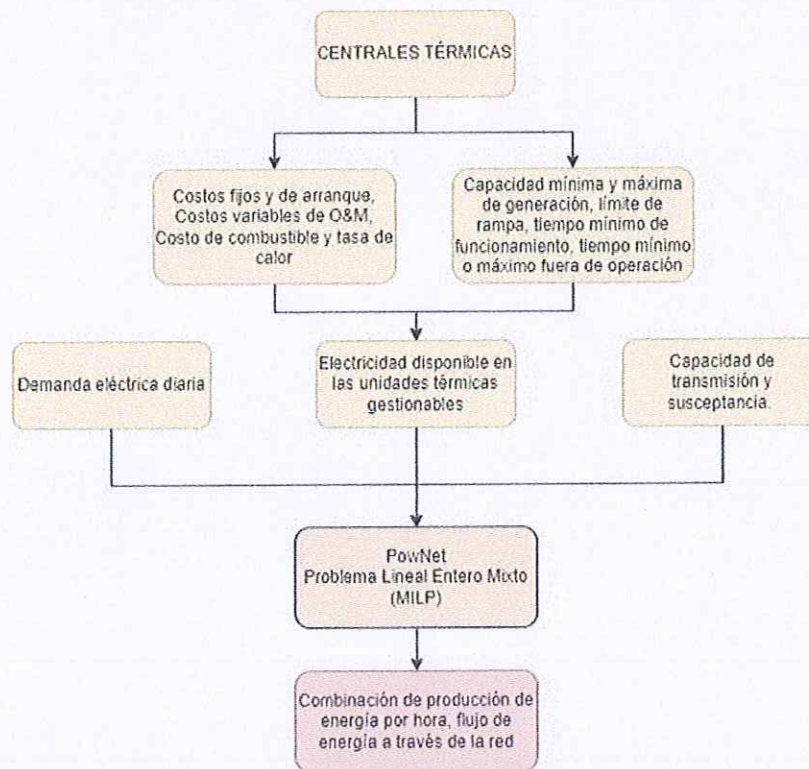 CENTRALES TÉRMICAS
Costos fijos y de arranque,
Costos variables de O&M,
Costo de combustible y tasa de
calor
Capacidad mínima y máxima
de generación, límite de
rampa, tiempo mínimo de
funcionamiento, tiempo mínimo
o máximo fuera de operación
Demanda eléctrica diaria
Electricidad disponible en
las unidades térmicas
gestionables
Capacidad de
transmisión y
susceptancia.
PowNet
Problema Lineal Entero Mixto
(MILP)
Combinación de producción de
energía por hora, flujo de
energía a través de la red